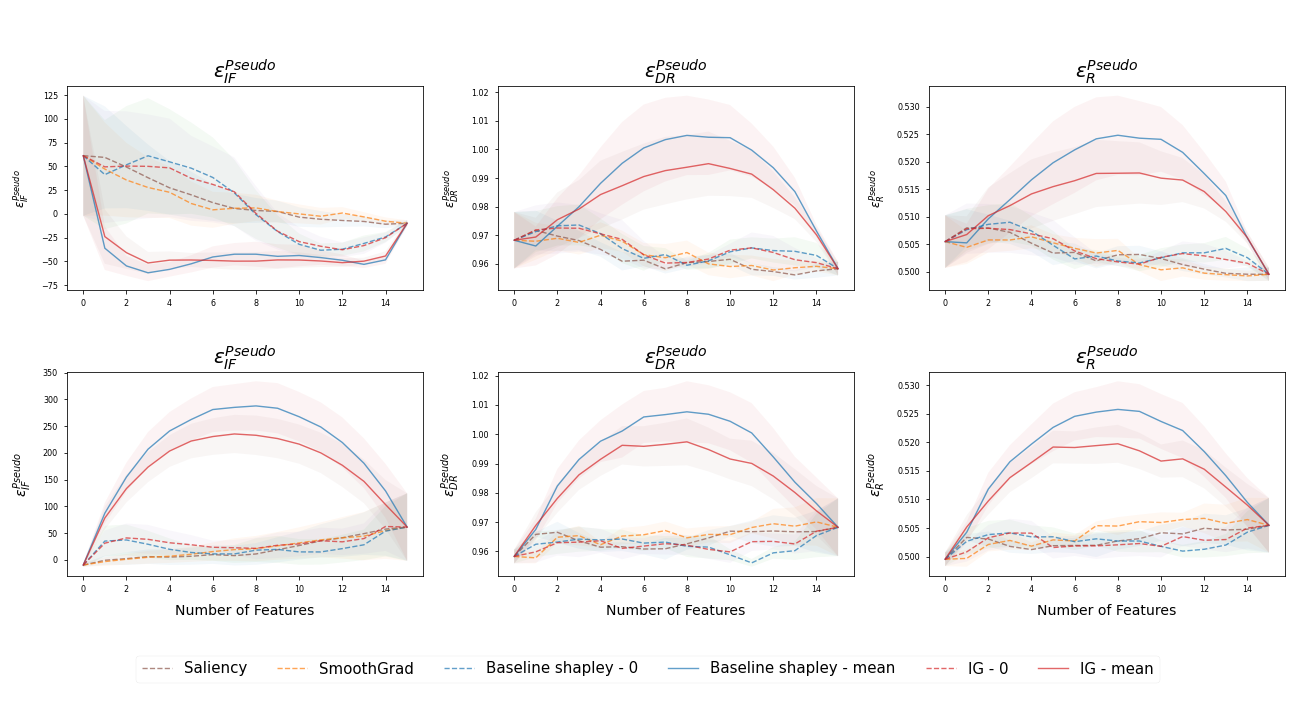 ε_IF^Pseudo ε_DR^Pseudo ε_R^Pseudo
ε_IF^Pseudo
125
100
75
50
25
0
−25
−50
−75
0 2 4 6 8 10 12 14
ε_DR^Pseudo
1.02
1.01
1.00
0.99
0.98
0.97
0.96
0 2 4 6 8 10 12 14
ε_R^Pseudo
0.530
0.525
0.520
0.515
0.510
0.505
0.500
0 2 4 6 8 10 12 14
ε_IF^Pseudo ε_DR^Pseudo ε_R^Pseudo
ε_IF^Pseudo
350
300
250
200
150
100
50
0
0 2 4 6 8 10 12 14
Number of Features
ε_DR^Pseudo
1.02
1.01
1.00
0.99
0.98
0.97
0.96
0 2 4 6 8 10 12 14
Number of Features
ε_R^Pseudo
0.530
0.525
0.520
0.515
0.510
0.505
0.500
0 2 4 6 8 10 12 14
Number of Features
Saliency SmoothGrad Baseline shapley - 0 Baseline shapley - mean IG - 0 IG - mean